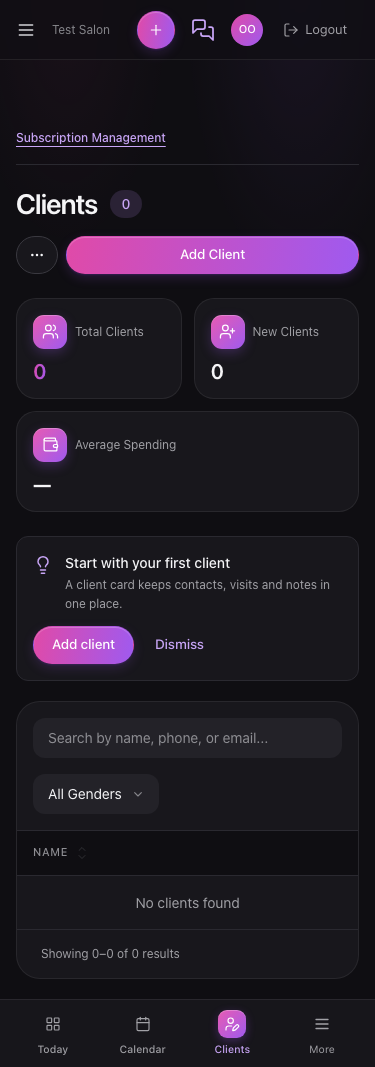 Test Salon
+
OO
Logout
Subscription Management
Clients
0
...
Add Client
Total Clients
0
New Clients
0
Average Spending
—
Start with your first client
A client card keeps contacts, visits and notes in
one place.
Add client
Dismiss
Search by name, phone, or email...
All Genders
NAME
No clients found
Showing 0–0 of 0 results
Today
Calendar
Clients
More